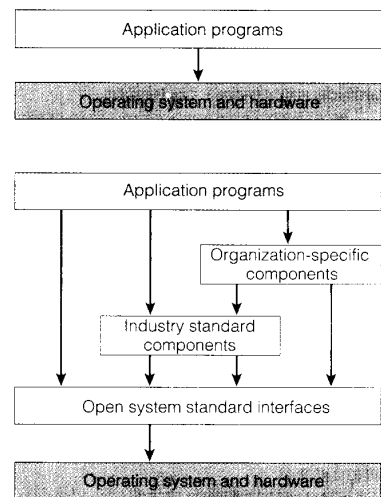 Application programs
Operating system and hardware
Application programs
Organization-specific
components
Industry standard
components
Open system standard interfaces
Operating system and hardware